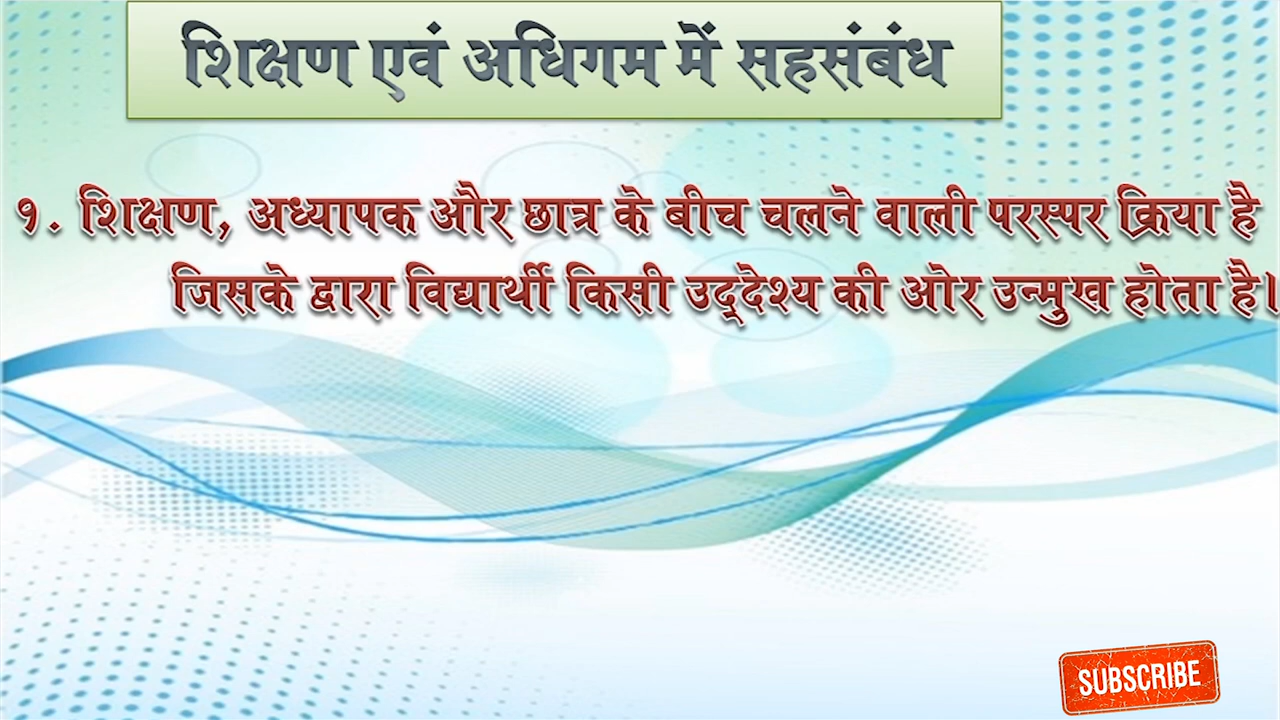 शिक्षण एवं अधिगम में सहसंबंध
१. शिक्षण, अध्यापक और छात्र के बीच चलने वाली परस्पर क्रिया है
जिसके द्वारा विद्यार्थी किसी उद्देश्य की ओर उन्मुख होता है।
SUBSCRIBE